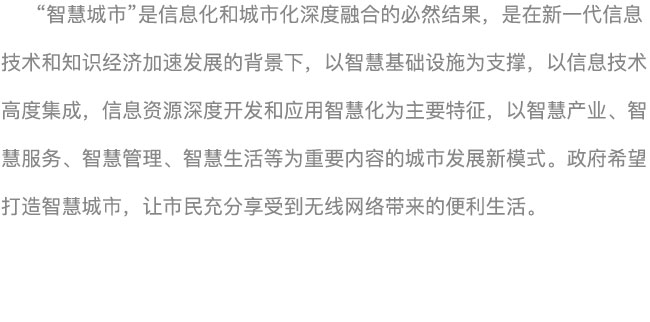 “智慧城市”是信息化和城市化深度融合的必然结果，是在新一代信息
技术和知识经济加速发展的背景下，以智慧基础设施为支撑，以信息技术
高度集成，信息资源深度开发和应用智慧化为主要特征，以智慧产业、智
慧服务、智慧管理、智慧生活等为重要内容的城市发展新模式。政府希望
打造智慧城市，让市民充分享受到无线网络带来的便利生活。